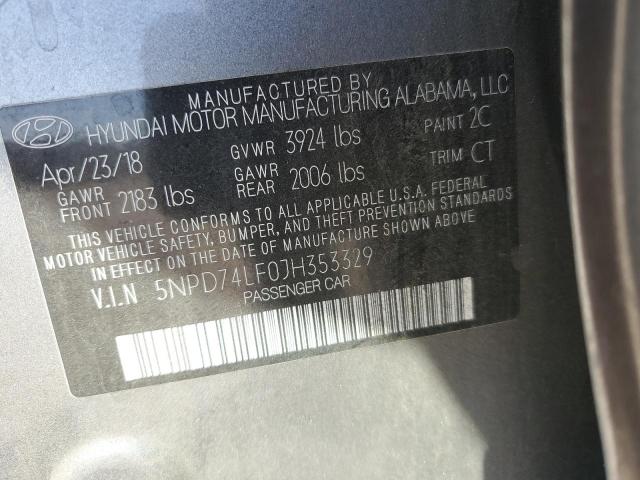 MANUFACTURED BY
HYUNDAI MOTOR MANUFACTURING ALABAMA, LLC
Apr/23/18 GVWR 3924 lbs PAINT 2C
GAWR FRONT 2183 lbs GAWR REAR 2006 lbs TRIM CT
THIS VEHICLE CONFORMS TO ALL APPLICABLE U.S.A. FEDERAL
MOTOR VEHICLE SAFETY, BUMPER, AND THEFT PREVENTION STANDARDS
IN EFFECT ON THE DATE OF MANUFACTURE SHOWN ABOVE
V.I.N 5NPD74LF0JH353329
PASSENGER CAR